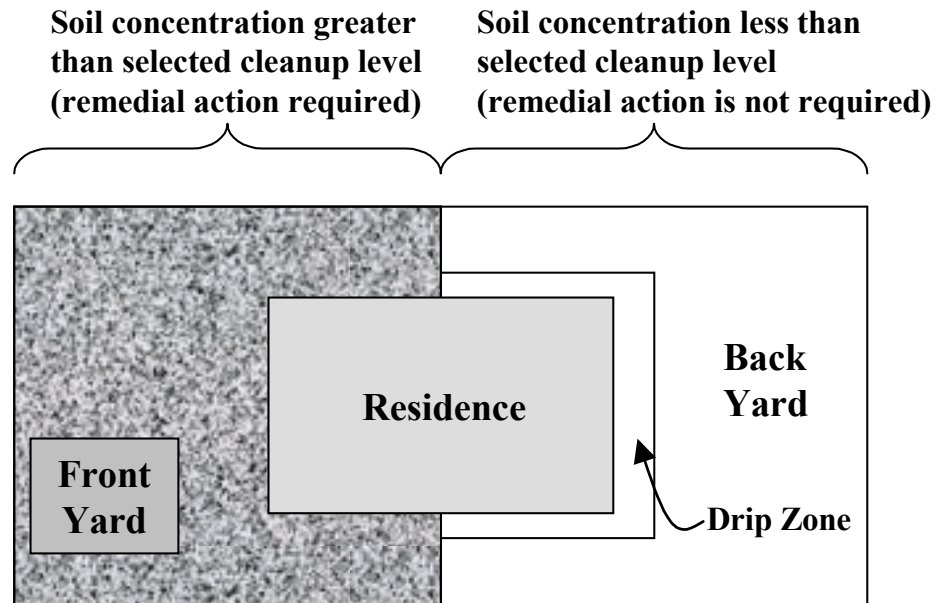 Soil concentration greater
than selected cleanup level
(remedial action required)
Soil concentration less than
selected cleanup level
(remedial action is not required)
Residence
Back
Yard
Front
Yard
Drip Zone